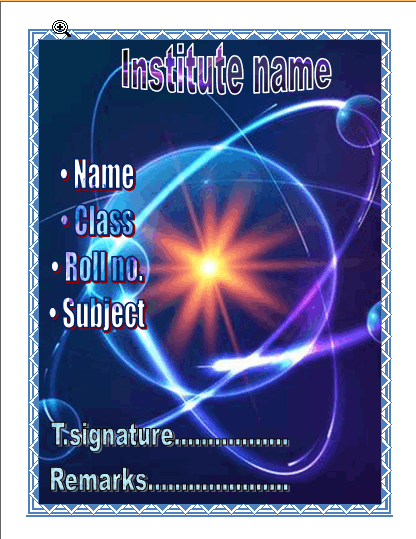 Institute name
• Name
• Class
• Roll no.
• Subject
T.signature.................
Remarks.....................